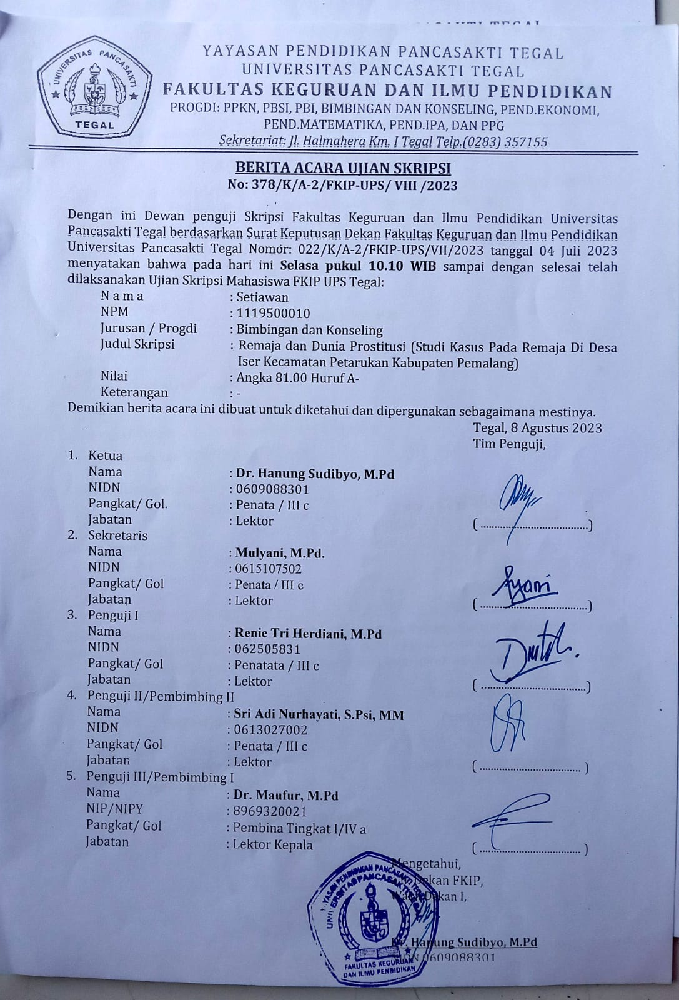 UNIVERSITAS PANCASAKTI
TEGAL
YAYASAN PENDIDIKAN PANCASAKTI TEGAL
UNIVERSITAS PANCASAKTI TEGAL
FAKULTAS KEGURUAN DAN ILMU PENDIDIKAN
PROGDI: PPKN, PBSI, PBI, BIMBINGAN DAN KONSELING, PEND.EKONOMI,
PEND.MATEMATIKA, PEND.IPA, DAN PPG
Sekretariat: Jl. Halmahera Km. I Tegal Telp.(0283) 357155
BERITA ACARA UJIAN SKRIPSI
No: 378/K/A-2/FKIP-UPS/ VIII /2023
Dengan ini Dewan penguji Skripsi Fakultas Keguruan dan Ilmu Pendidikan Universitas
Pancasakti Tegal berdasarkan Surat Keputusan Dekan Fakultas Keguruan dan Ilmu Pendidikan
Universitas Pancasakti Tegal Nomor: 022/K/A-2/FKIP-UPS/VII/2023 tanggal 04 Juli 2023
menyatakan bahwa pada hari ini Selasa pukul 10.10 WIB sampai dengan selesai telah
dilaksanakan Ujian Skripsi Mahasiswa FKIP UPS Tegal:
N a m a : Setiawan
NPM : 1119500010
Jurusan / Progdi : Bimbingan dan Konseling
Judul Skripsi : Remaja dan Dunia Prostitusi (Studi Kasus Pada Remaja Di Desa
Iser Kecamatan Petarukan Kabupaten Pemalang)
Nilai : Angka 81.00 Huruf A-
Keterangan : -
Demikian berita acara ini dibuat untuk diketahui dan dipergunakan sebagaimana mestinya.
Tegal, 8 Agustus 2023
Tim Penguji,
1. Ketua
Nama : Dr. Hanung Sudibyo, M.Pd
NIDN : 0609088301
Pangkat/ Gol. : Penata / III c
Jabatan : Lektor (....................................)
2. Sekretaris
Nama : Mulyani, M.Pd.
NIDN : 0615107502
Pangkat/ Gol : Penata / III c
Jabatan : Lektor (....................................)
3. Penguji I
Nama : Renie Tri Herdiani, M.Pd
NIDN : 062505831
Pangkat/ Gol : Penatata / III c
Jabatan : Lektor (....................................)
4. Penguji II/Pembimbing II
Nama : Sri Adi Nurhayati, S.Psi, MM
NIDN : 0613027002
Pangkat/ Gol : Penata / III c
Jabatan : Lektor (.................................... )
5. Penguji III/Pembimbing I
Nama : Dr. Maufur, M.Pd
NIP/NIPY : 8969320021
Pangkat/ Gol : Pembina Tingkat I/IV a
Jabatan : Lektor Kepala (.................................... )
Mengetahui,
Dekan FKIP,
Wakil Dekan I,
Dr. Hanung Sudibyo, M.Pd
NIDN 0609088301
YAYASAN PENDIDIKAN PANCASAKTI TEGAL
UNIVERSITAS PANCASAKTI TEGAL
FAKULTAS KEGURUAN
DAN ILMU PENDIDIKAN